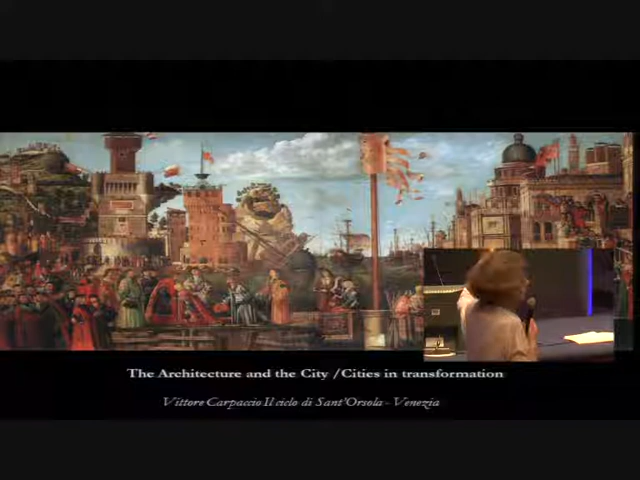 The Architecture and the City /Cities in transformation
Vittore Carpaccio Il ciclo di Sant'Orsola - Venezia